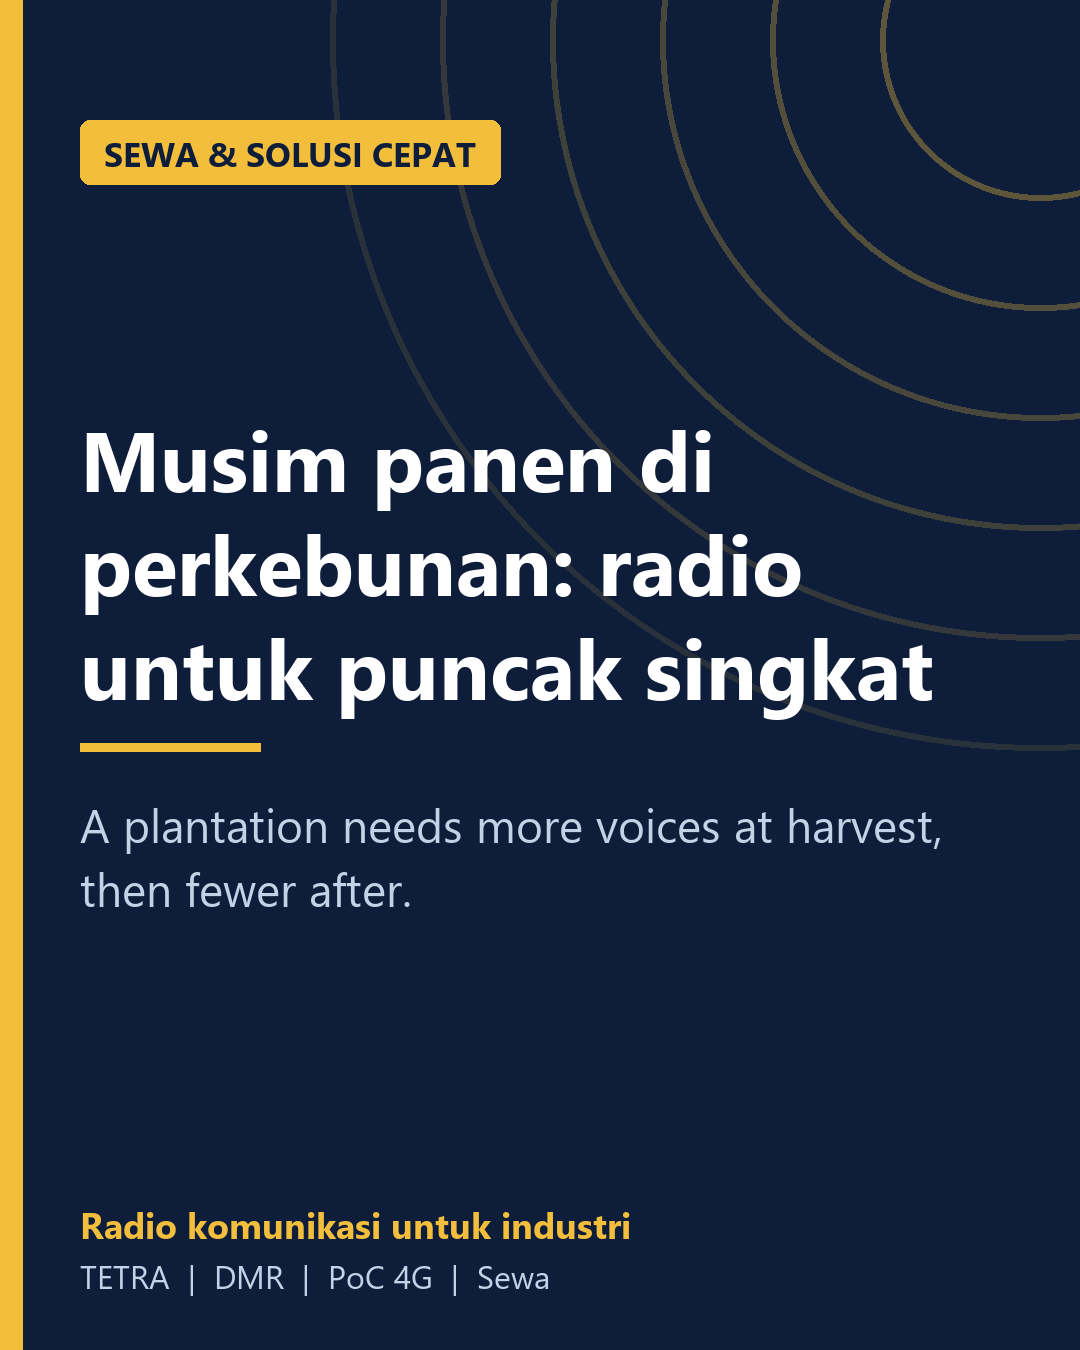 SEWA & SOLUSI CEPAT
Musim panen di
perkebunan: radio
untuk puncak singkat
A plantation needs more voices at harvest,
then fewer after.
Radio komunikasi untuk industri
TETRA | DMR | PoC 4G | Sewa